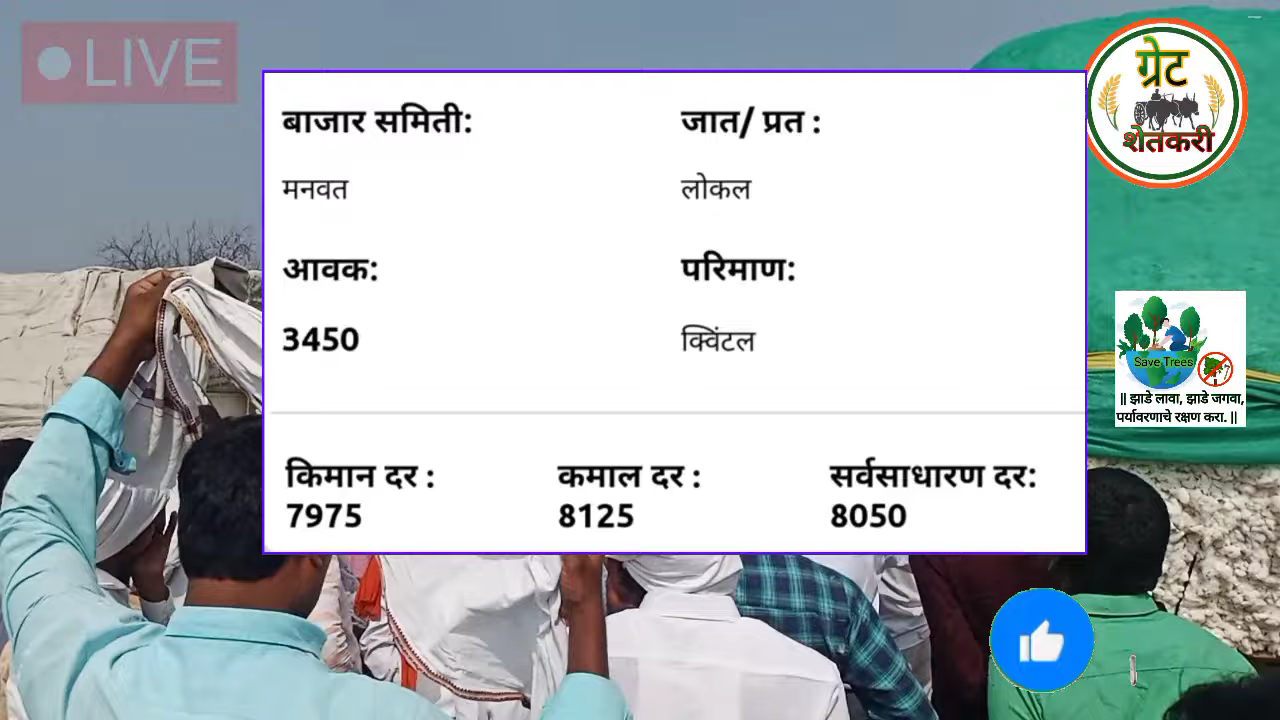 LIVE
ग्रेट
शेतकरी
बाजार समिती:
जात/ प्रत :
मनवत
लोकल
आवक:
परिमाण:
3450
क्विंटल
Save Trees
|| झाडे लावा, झाडे जगवा,
पर्यावरणाचे रक्षण करा. ||
किमान दर :
कमाल दर :
सर्वसाधारण दर:
7975
8125
8050